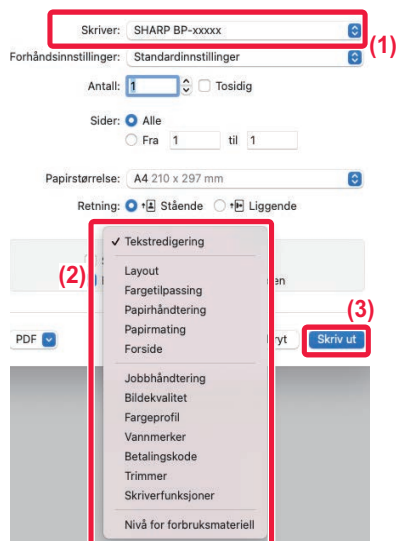 Skriver: SHARP BP-xxxxx
(1)
Forhåndsinnstillinger: Standardinnstillinger
Antall: 1 Tosidig
Sider: Alle
Fra 1 til 1
Papirstørrelse: A4 210 x 297 mm
Retning: Stående Liggende
✓ Tekstredigering
(2)
Layout
Fargetilpassing
en
Papirhåndtering
(3)
Papirmating
Forside
PDF
ryt
Skriv ut
Jobbhåndtering
Bildekvalitet
Fargeprofil
Vannmerker
Betalingskode
Trimmer
Skriverfunksjoner
Nivå for forbruksmateriell